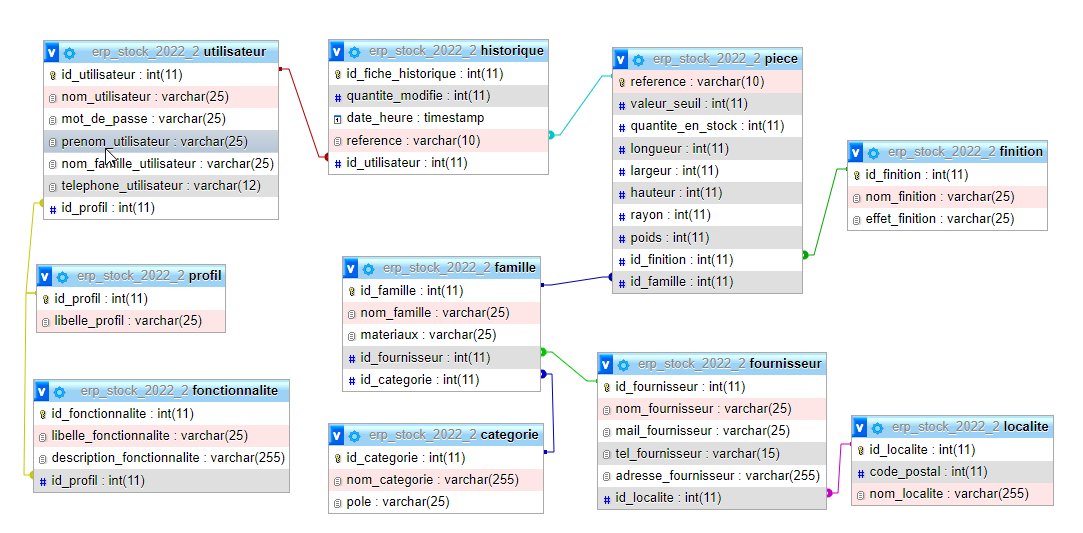 erp_stock_2022_2 utilisateur
id_utilisateur : int(11)
nom_utilisateur : varchar(25)
mot_de_passe : varchar(25)
prenom_utilisateur : varchar(25)
nom_famille_utilisateur : varchar(25)
telephone_utilisateur : varchar(12)
# id_profil : int(11)
erp_stock_2022_2 historique
id_fiche_historique : int(11)
# quantite_modifie : int(11)
date_heure : timestamp
reference : varchar(10)
# id_utilisateur : int(11)
erp_stock_2022_2 piece
reference : varchar(10)
# valeur_seuil : int(11)
# quantite_en_stock : int(11)
# longueur : int(11)
# largeur : int(11)
# hauteur : int(11)
# rayon : int(11)
# poids : int(11)
# id_finition : int(11)
# id_famille : int(11)
erp_stock_2022_2 finition
id_finition : int(11)
nom_finition : varchar(25)
effet_finition : varchar(25)
erp_stock_2022_2 profil
id_profil : int(11)
libelle_profil : varchar(25)
erp_stock_2022_2 famille
id_famille : int(11)
nom_famille : varchar(25)
materiaux : varchar(25)
# id_fournisseur : int(11)
# id_categorie : int(11)
erp_stock_2022_2 fonctionnalite
id_fonctionnalite : int(11)
libelle_fonctionnalite : varchar(25)
description_fonctionnalite : varchar(255)
# id_profil : int(11)
erp_stock_2022_2 categorie
id_categorie : int(11)
nom_categorie : varchar(255)
pole : varchar(25)
erp_stock_2022_2 fournisseur
id_fournisseur : int(11)
nom_fournisseur : varchar(25)
mail_fournisseur : varchar(25)
tel_fournisseur : varchar(15)
adresse_fournisseur : varchar(255)
# id_localite : int(11)
erp_stock_2022_2 localite
id_localite : int(11)
# code_postal : int(11)
nom_localite : varchar(255)